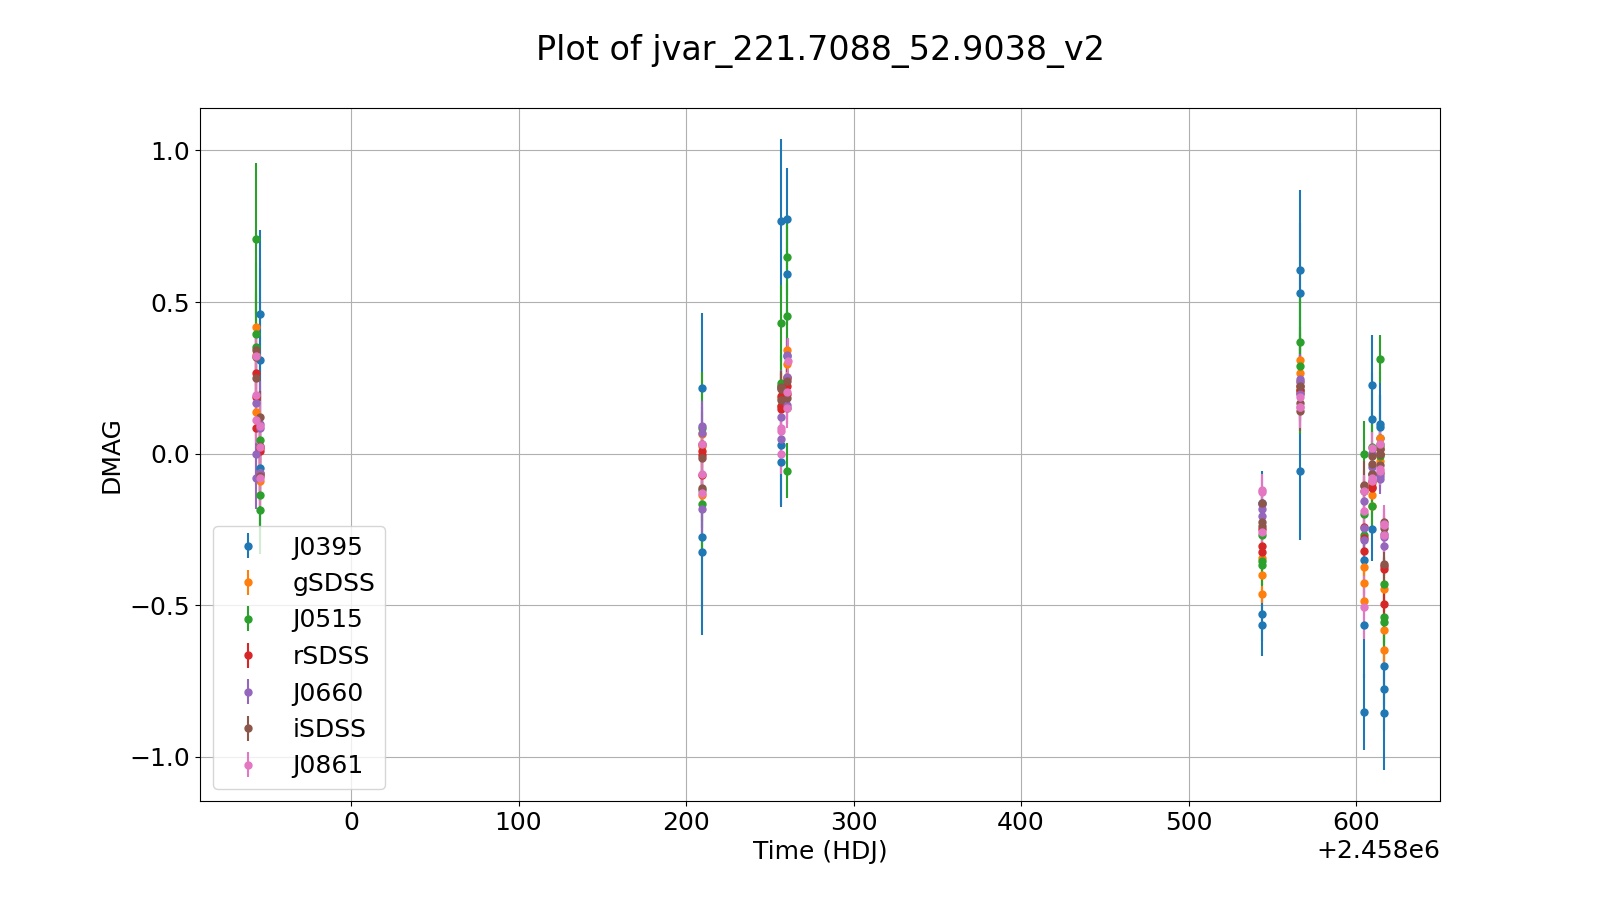 Plot of jvar_221.7088_52.9038_v2
1.0
0.5
0.0
−0.5
−1.0
DMAG
J0395
gSDSS
J0515
rSDSS
J0660
iSDSS
J0861
0 100 200 300 400 500 600
Time (HDJ)
+2.458e6